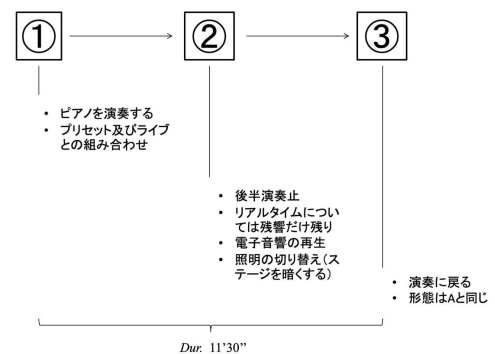 ① ② ③
• ピアノを演奏する
• プリセット及びライブ
との組み合わせ
• 後半演奏止
• リアルタイムについ
ては残響だけ残り
• 電子音響の再生
• 照明の切り替え(ス
テージを暗くする)
• 演奏に戻る
• 形態はAと同じ
Dur. 11'30’’